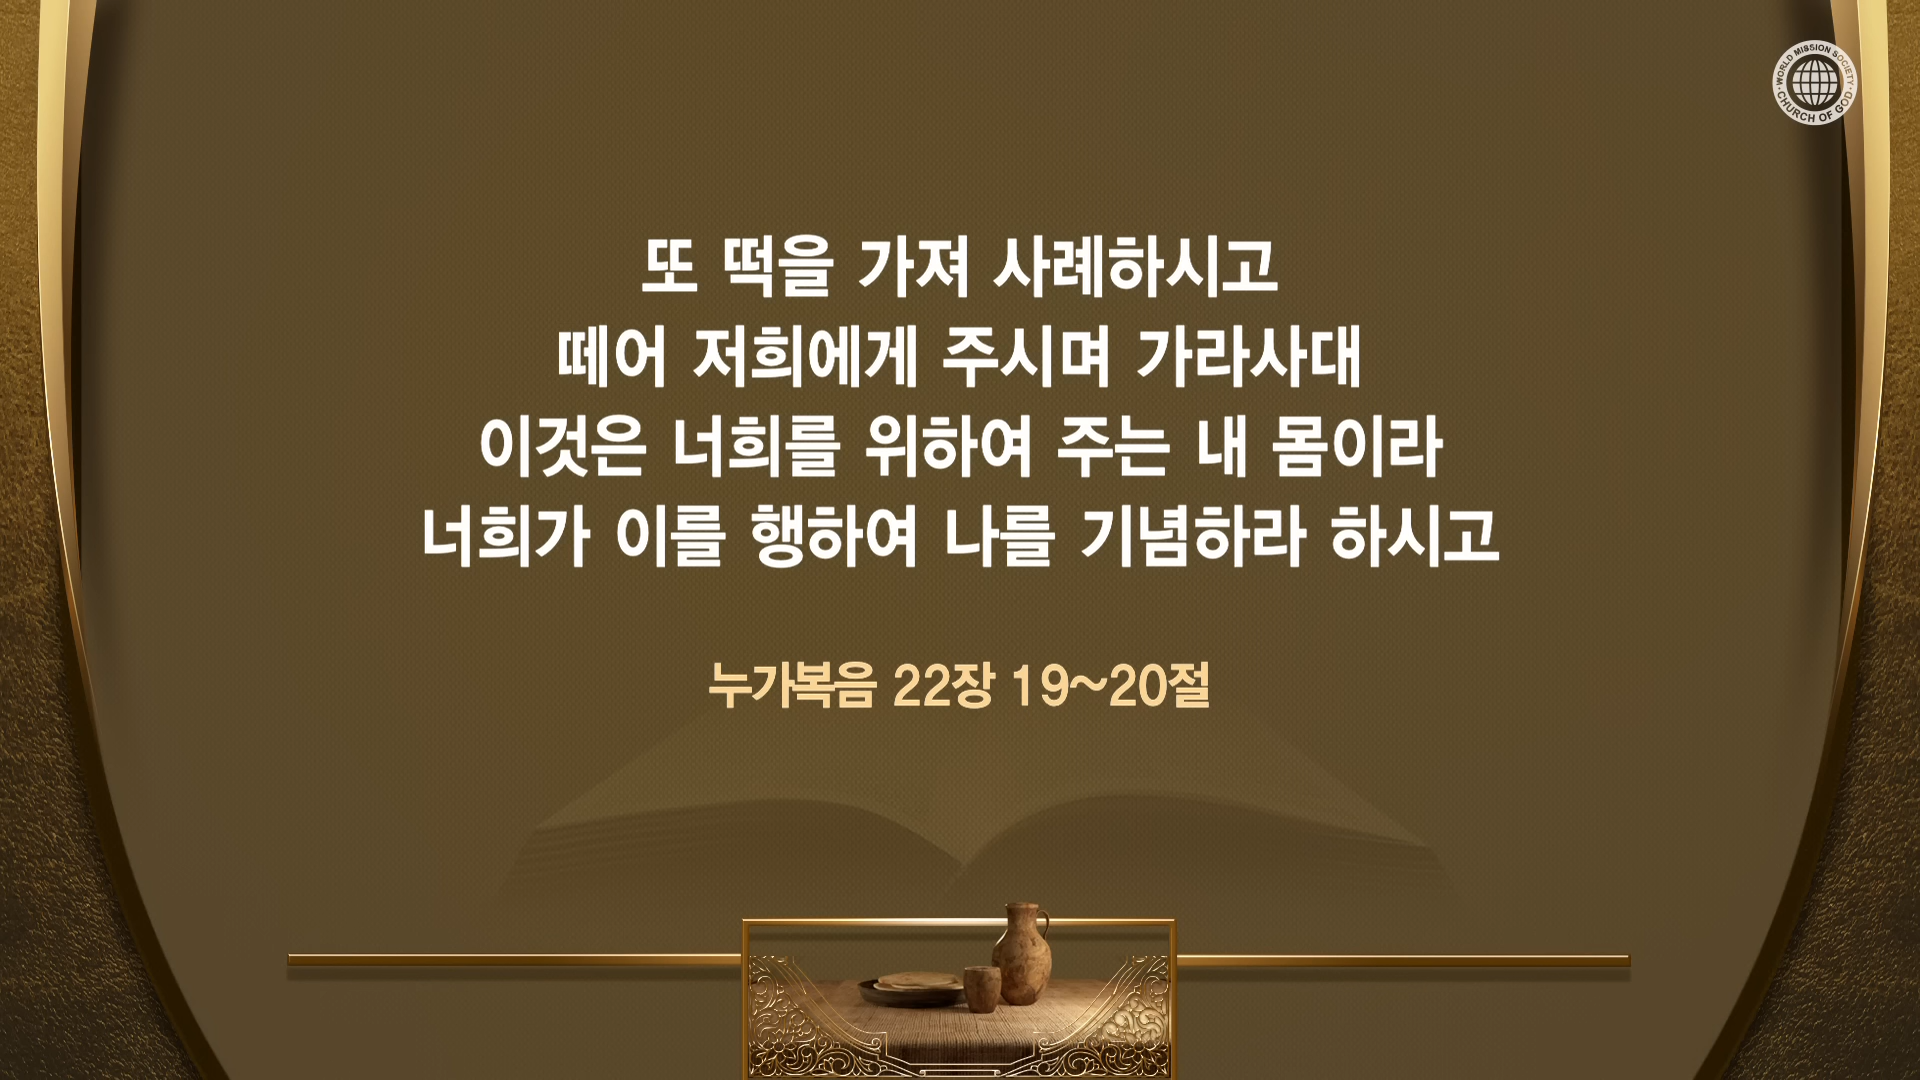 WORLD MISSION SOCIETY
CHURCH OF GOD
또 떡을 가져 사례하시고
떼어 저희에게 주시며 가라사대
이것은 너희를 위하여 주는 내 몸이라
너희가 이를 행하여 나를 기념하라 하시고
누가복음 22장 19~20절